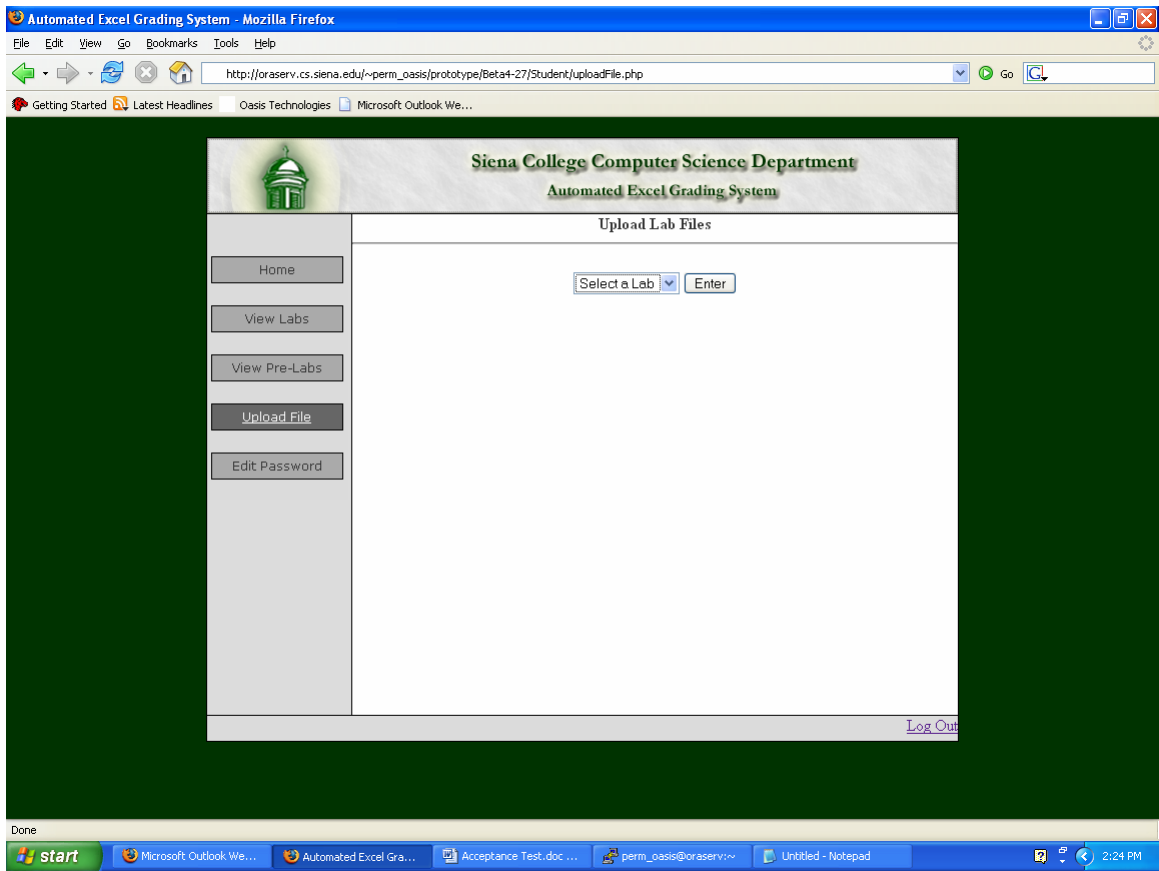 Automated Excel Grading System - Mozilla Firefox
File Edit View Go Bookmarks Tools Help
http://oraserv.cs.siena.edu/~perm_oasis/prototype/Beta4-27/Student/uploadFile.php Go G
Getting Started Latest Headlines Oasis Technologies Microsoft Outlook We...
Siena College Computer Science Department
Automated Excel Grading System
Upload Lab Files
Select a Lab Enter
Home
View Labs
View Pre-Labs
Upload File
Edit Password
Log Out
Done
start Microsoft Outlook We... Automated Excel Gra... Acceptance Test.doc ... perm_oasis@oraserv:~ Untitled - Notepad 2:24 PM